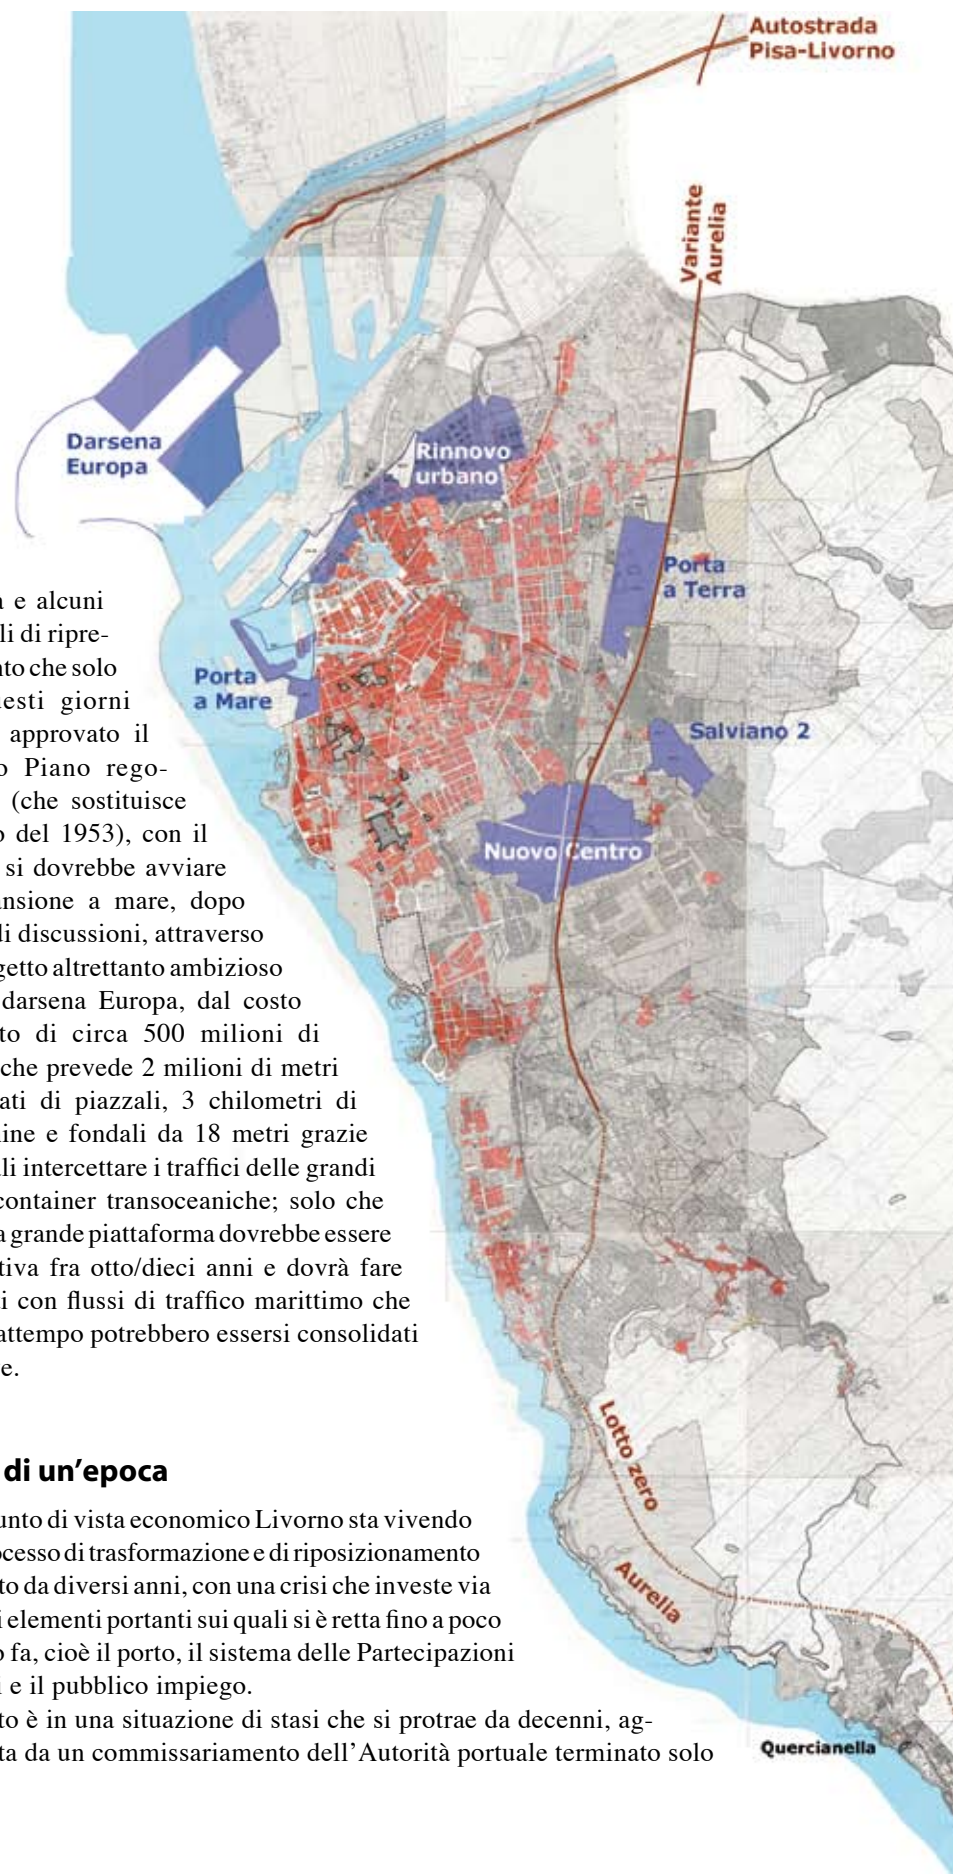 Autostrada
Pisa-Livorno
Variante
Aurelia
Darsena
Europa
Rinnovo
urbano
Porta
a Terra
Porta
a Mare
Salviano 2
Nuovo Centro
Lotto zero
Aurelia
Quercianella
a e alcuni
li di ripre-
nto che solo
uesti giorni
approvato il
o Piano rego-
(che sostituisce
o del 1953), con il
si dovrebbe avviare
ansione a mare, dopo
di discussioni, attraverso
getto altrettanto ambizioso
darsena Europa, dal costo
to di circa 500 milioni di
che prevede 2 milioni di metri
ati di piazzali, 3 chilometri di
ine e fondali da 18 metri grazie
ali intercettare i traffici delle grandi
container transoceaniche; solo che
a grande piattaforma dovrebbe essere
tiva fra otto/dieci anni e dovrà fare
i con flussi di traffico marittimo che
attempo potrebbero essersi consolidati
e.
di un'epoca
unto di vista economico Livorno sta vivendo
ocesso di trasformazione e di riposizionamento
to da diversi anni, con una crisi che investe via
i elementi portanti sui quali si è retta fino a poco
o fa, cioè il porto, il sistema delle Partecipazioni
i e il pubblico impiego.
to è in una situazione di stasi che si protrae da decenni, ag-
ta da un commissariamento dell'Autorità portuale terminato solo